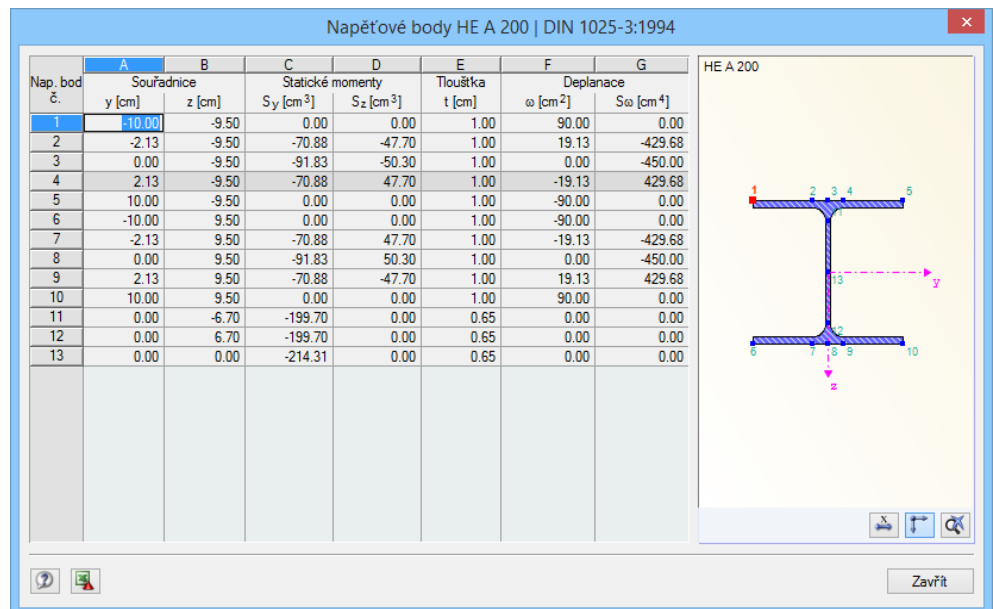 Napěťové body HE A 200 | DIN 1025-3:1994
A B C D E F G
Nap. bod Souřadnice Statické momenty Tloušťka Deplanace
č. y [cm] z [cm] Sy [cm³] Sz [cm³] t [cm] ω [cm²] Sω [cm⁴]
1 -10.00 -9.50 0.00 0.00 1.00 90.00 0.00
2 -2.13 -9.50 -70.88 -47.70 1.00 19.13 -429.68
3 0.00 -9.50 -91.83 -50.30 1.00 0.00 -450.00
4 2.13 -9.50 -70.88 47.70 1.00 -19.13 429.68
5 10.00 -9.50 0.00 0.00 1.00 -90.00 0.00
6 -10.00 9.50 0.00 0.00 1.00 -90.00 0.00
7 -2.13 9.50 -70.88 47.70 1.00 -19.13 -429.68
8 0.00 9.50 -91.83 50.30 1.00 0.00 -450.00
9 2.13 9.50 -70.88 -47.70 1.00 19.13 429.68
10 10.00 9.50 0.00 0.00 1.00 90.00 0.00
11 0.00 -6.70 -199.70 0.00 0.65 0.00 0.00
12 0.00 6.70 -199.70 0.00 0.65 0.00 0.00
13 0.00 0.00 -214.31 0.00 0.65 0.00 0.00
HE A 200
1 2 3 4 5
13
y
12
6 7 8 9 10
z
Zavřít